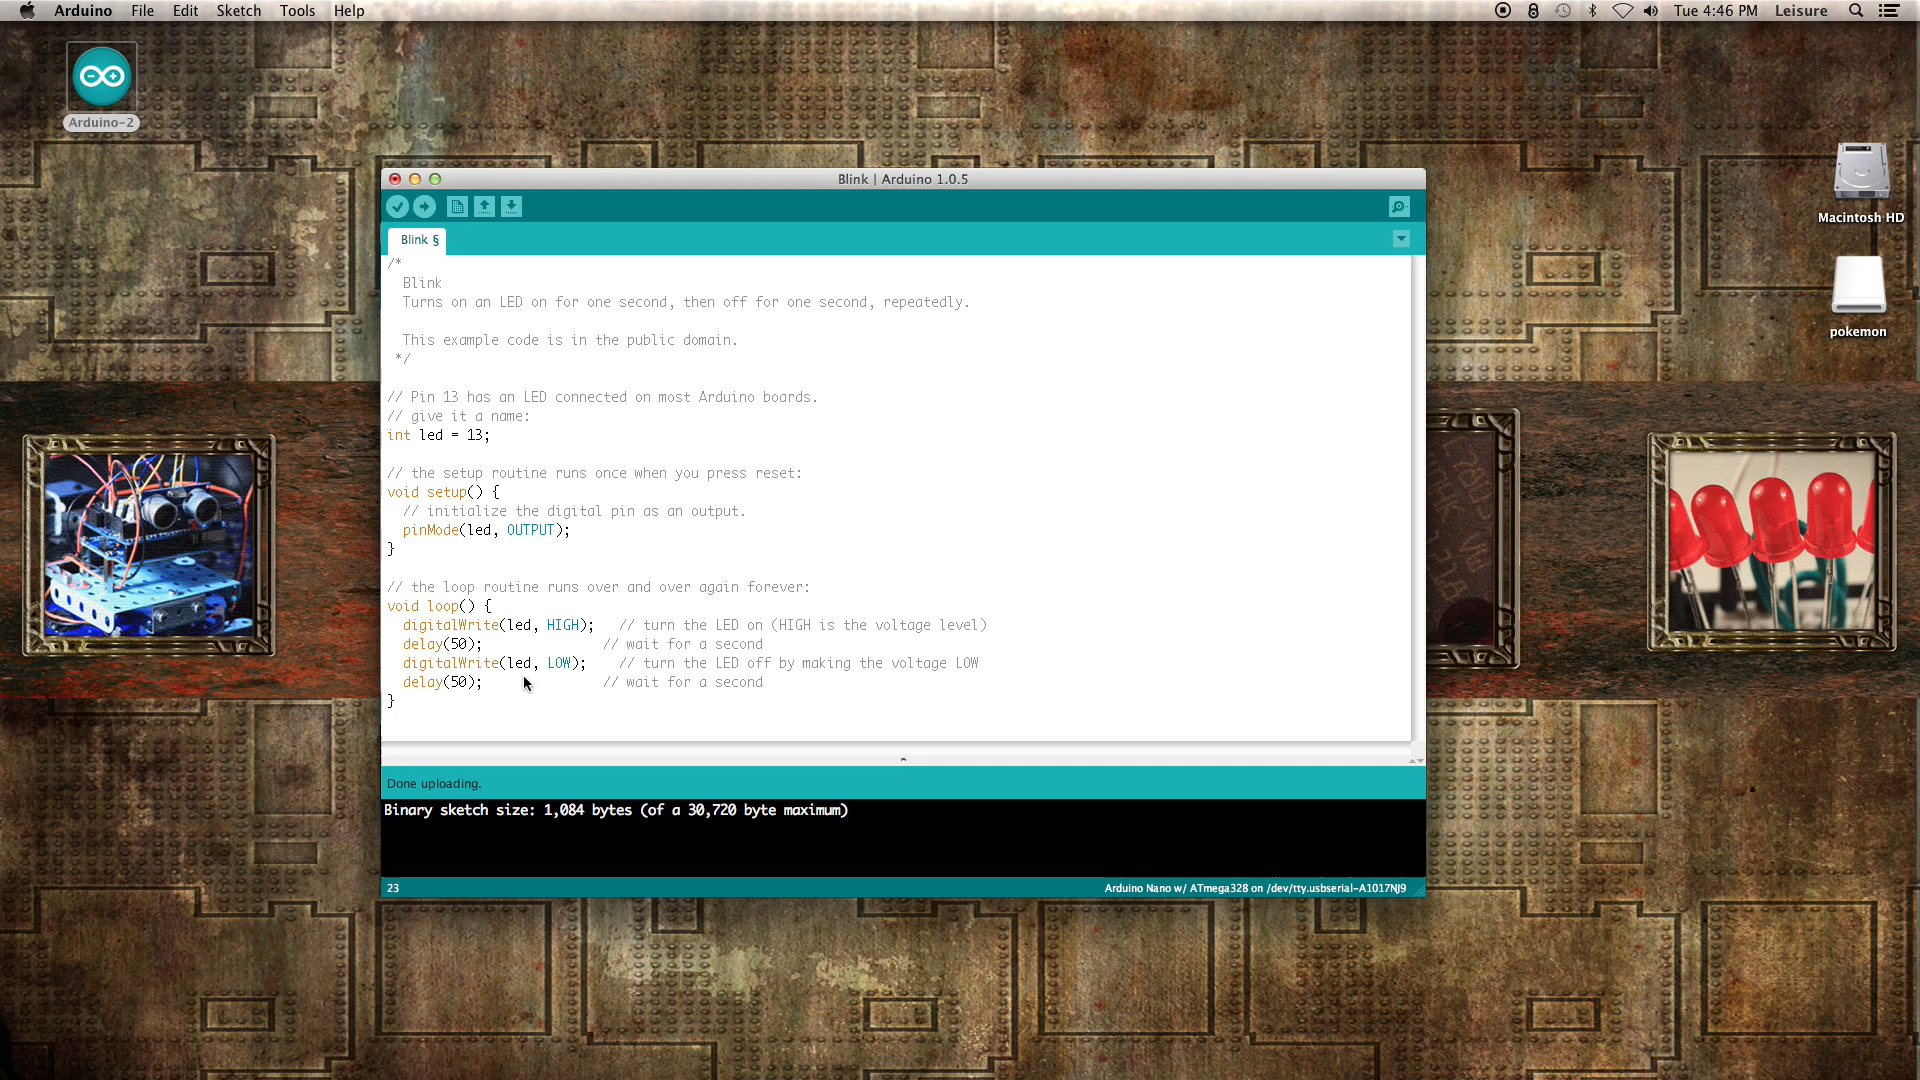 Arduino File Edit Sketch Tools Help Tue 4:46 PM Leisure
Arduino-2
Macintosh HD
pokemon
Blink | Arduino 1.0.5
Blink §
/*
Blink
Turns on an LED on for one second, then off for one second, repeatedly.
This example code is in the public domain.
*/
// Pin 13 has an LED connected on most Arduino boards.
// give it a name:
int led = 13;
// the setup routine runs once when you press reset:
void setup() {
// initialize the digital pin as an output.
pinMode(led, OUTPUT);
}
// the loop routine runs over and over again forever:
void loop() {
digitalWrite(led, HIGH); // turn the LED on (HIGH is the voltage level)
delay(50); // wait for a second
digitalWrite(led, LOW); // turn the LED off by making the voltage LOW
delay(50); // wait for a second
}
Done uploading.
Binary sketch size: 1,084 bytes (of a 30,720 byte maximum)
23 Arduino Nano w/ ATmega328 on /dev/tty.usbserial-A1017NJ9